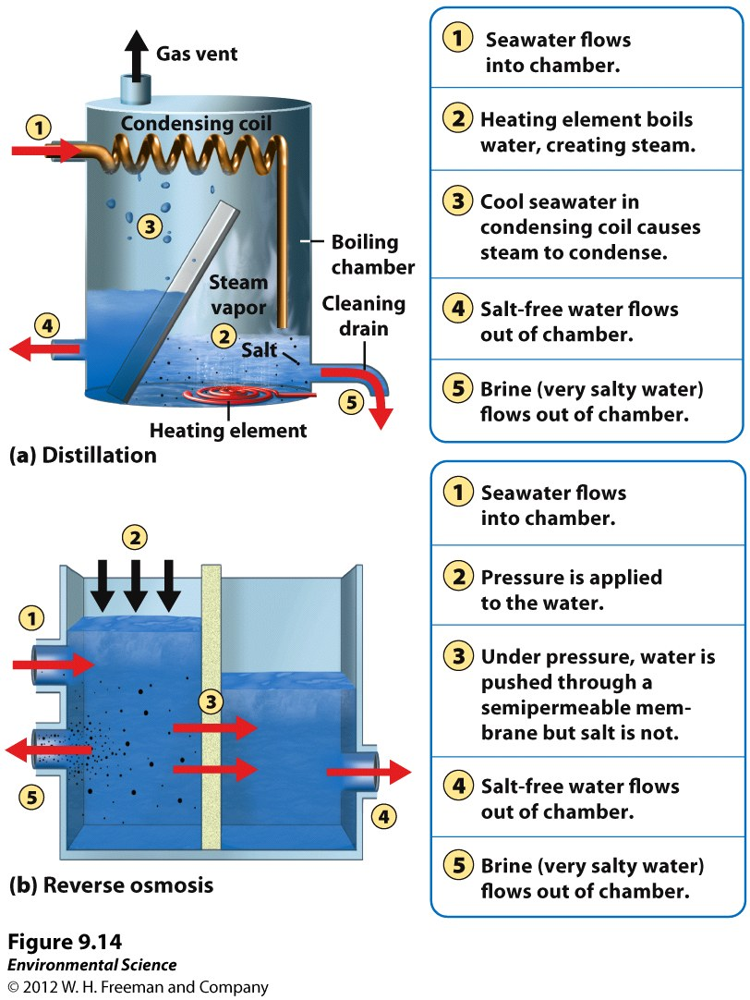 Gas vent
1
Condensing coil
3
Boiling
chamber
Steam
vapor
Cleaning
drain
4
2
Salt
5
Heating element
(a) Distillation
1 Seawater flows
into chamber.
2 Heating element boils
water, creating steam.
3 Cool seawater in
condensing coil causes
steam to condense.
4 Salt-free water flows
out of chamber.
5 Brine (very salty water)
flows out of chamber.
2
1
3
5
4
(b) Reverse osmosis
1 Seawater flows
into chamber.
2 Pressure is applied
to the water.
3 Under pressure, water is
pushed through a
semipermeable mem-
brane but salt is not.
4 Salt-free water flows
out of chamber.
5 Brine (very salty water)
flows out of chamber.
Figure 9.14
Environmental Science
© 2012 W. H. Freeman and Company